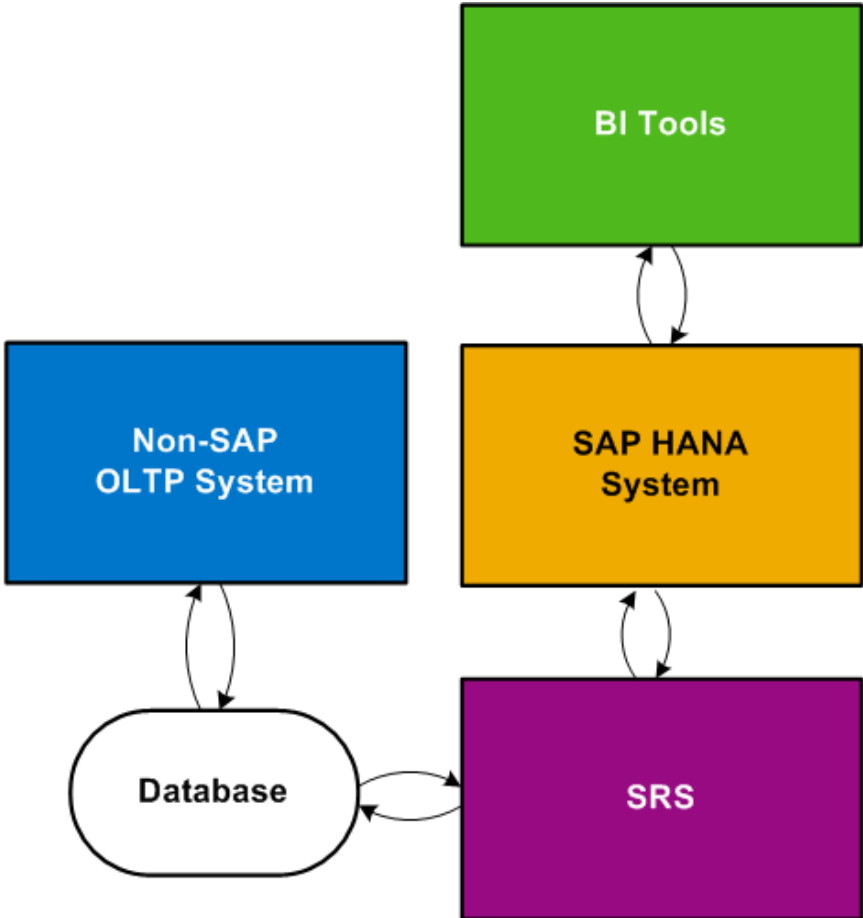 BI Tools
Non-SAP
OLTP System
SAP HANA
System
Database
SRS